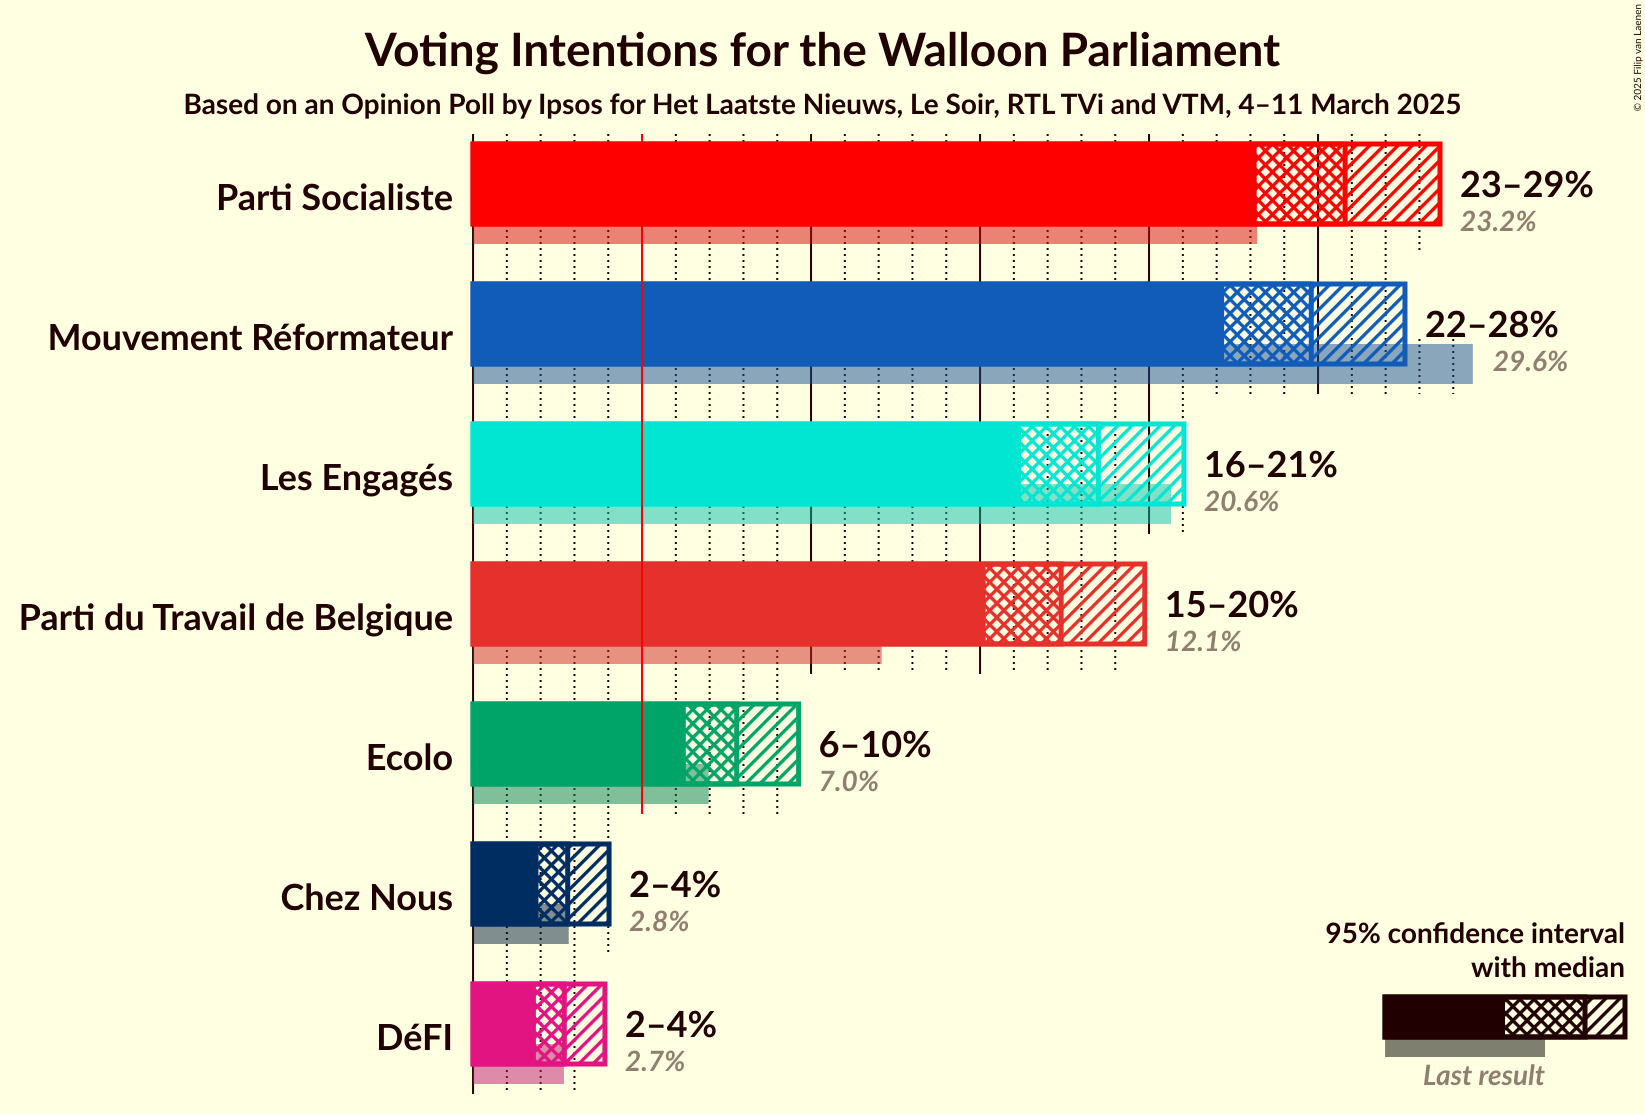 Voting Intentions for the Walloon Parliament
Based on an Opinion Poll by Ipsos for Het Laatste Nieuws, Le Soir, RTL TVi and VTM, 4–11 March 2025
© 2025 Filip van Laenen
Parti Socialiste
23–29%
23.2%
Mouvement Réformateur
22–28%
29.6%
Les Engagés
16–21%
20.6%
Parti du Travail de Belgique
15–20%
12.1%
Ecolo
6–10%
7.0%
Chez Nous
2–4%
2.8%
DéFI
2–4%
2.7%
95% confidence interval
with median
Last result